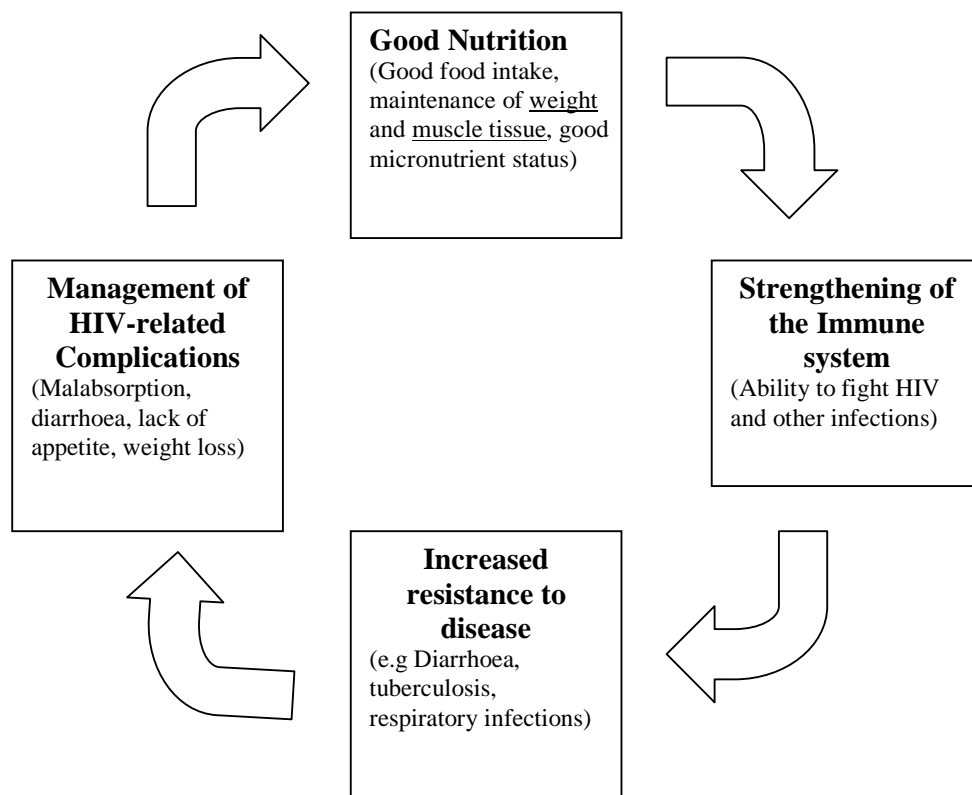 Good Nutrition
(Good food intake,
maintenance of weight
and muscle tissue, good
micronutrient status)
Strengthening of
the Immune
system
(Ability to fight HIV
and other infections)
Increased
resistance to
disease
(e.g Diarrhoea,
tuberculosis,
respiratory infections)
Management of
HIV-related
Complications
(Malabsorption,
diarrhoea, lack of
appetite, weight loss)